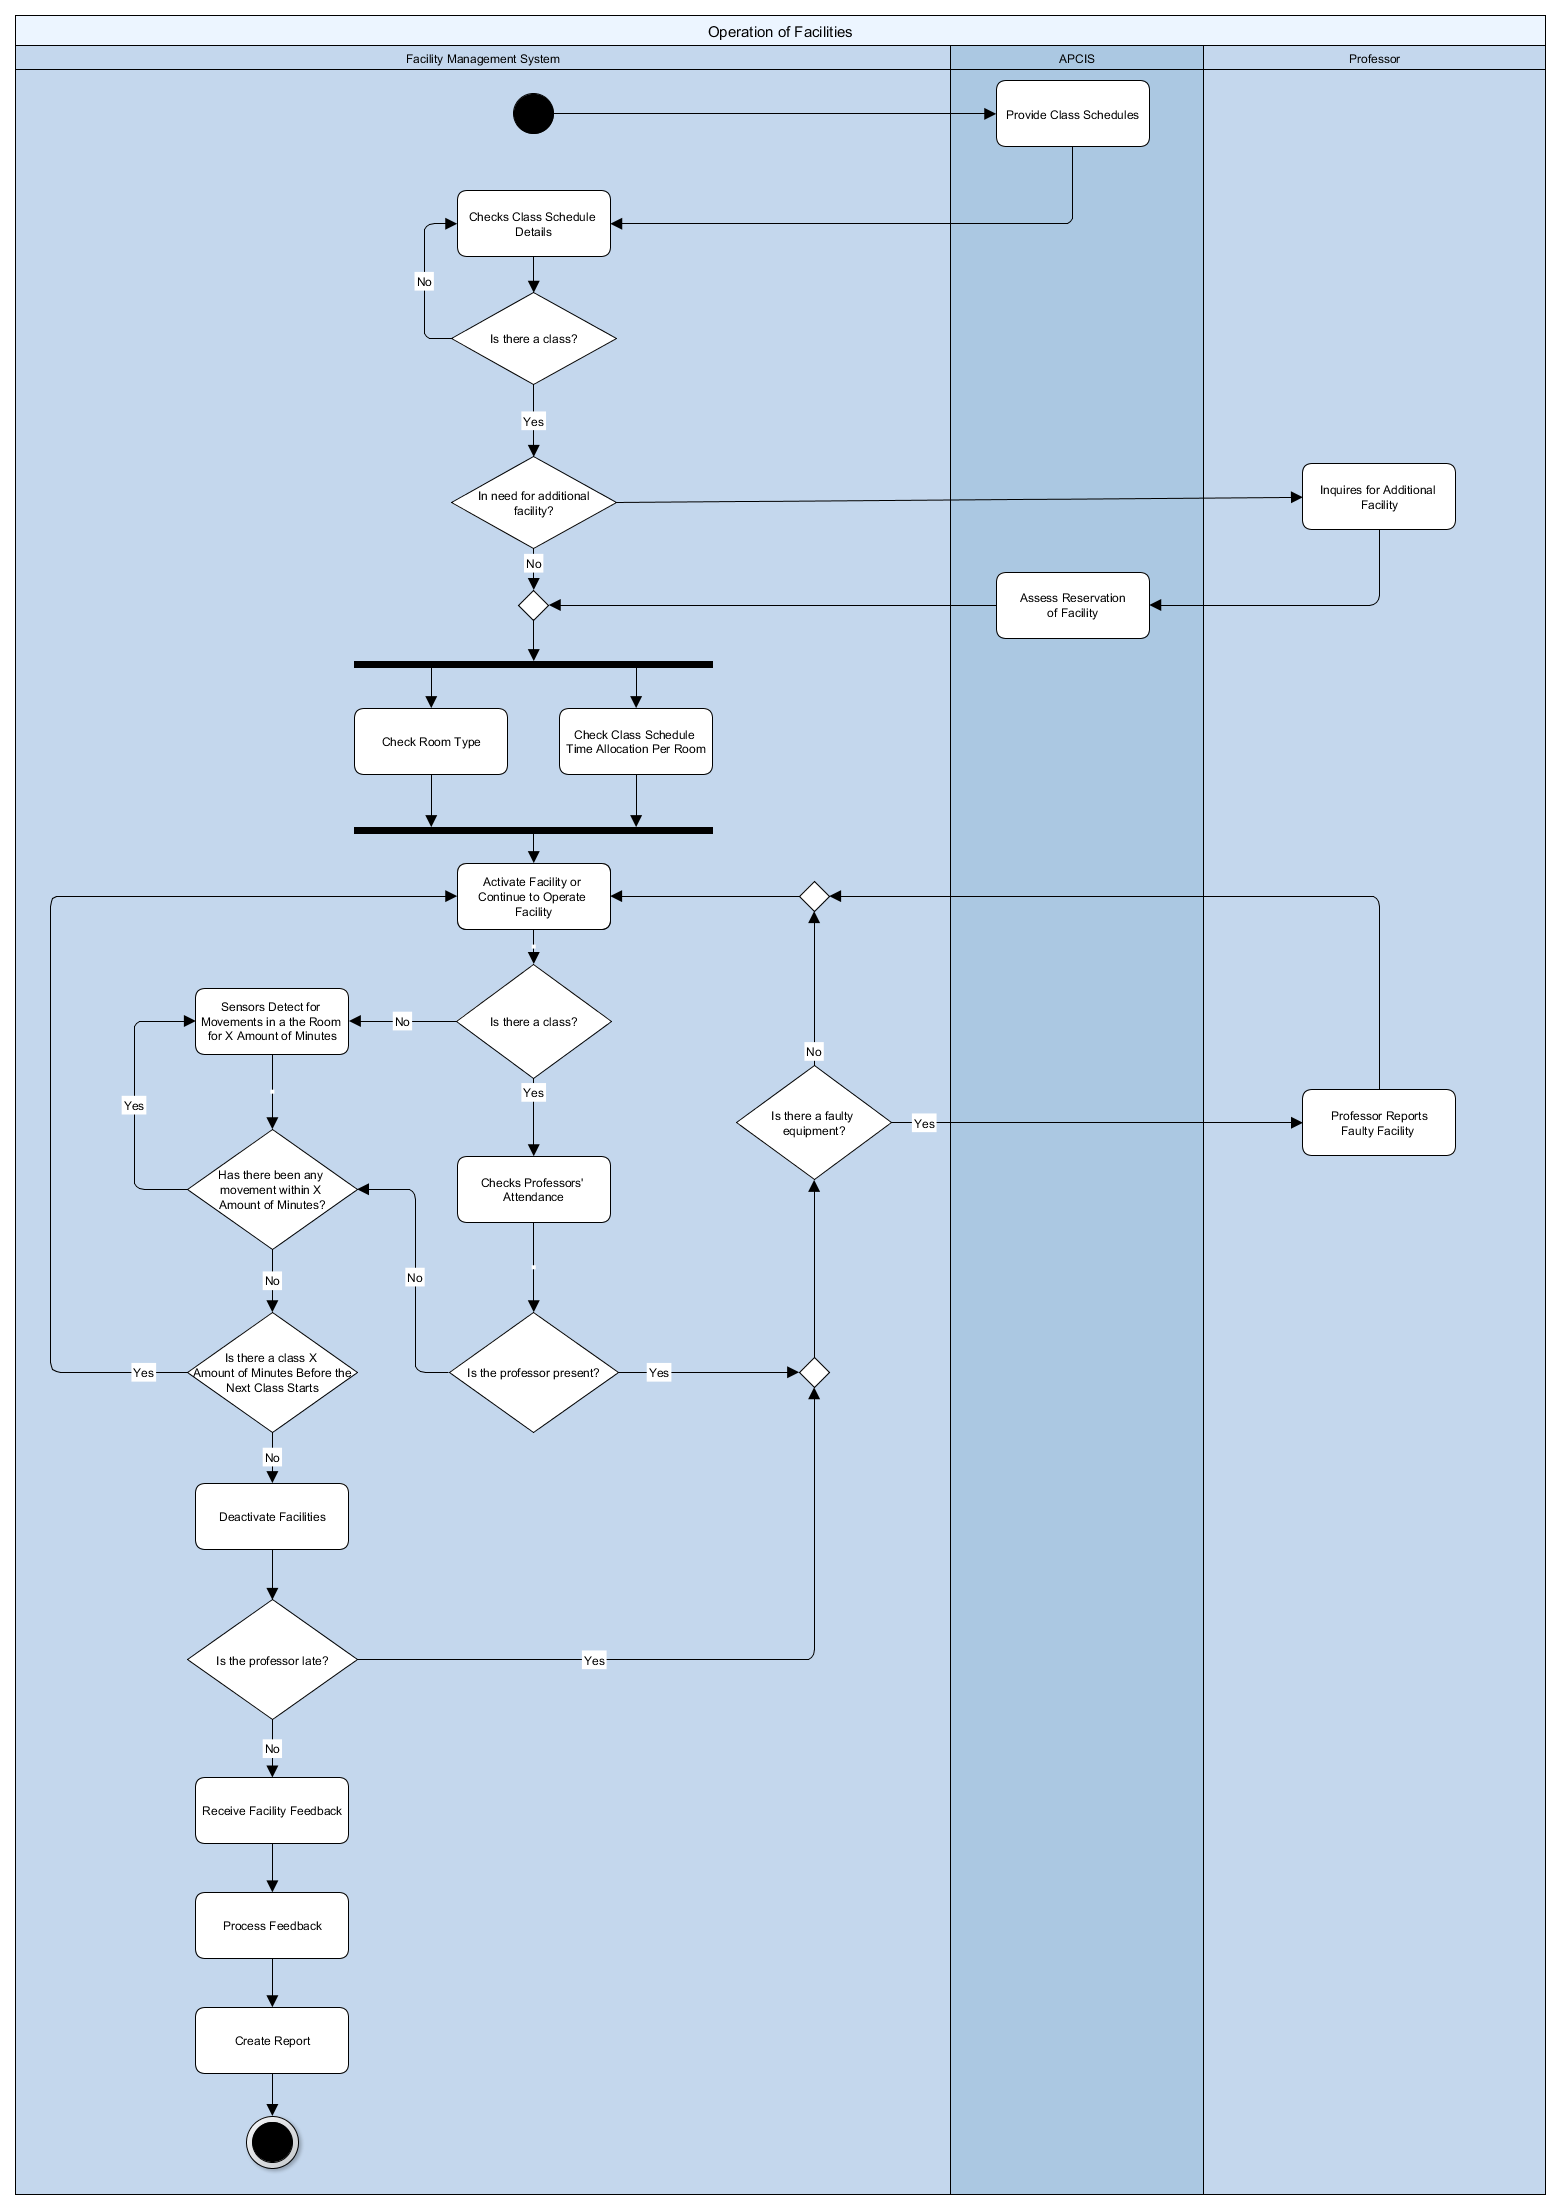 Operation of Facilities
Facility Management System
APCIS
Professor
Provide Class Schedules
Checks Class Schedule
Details
No
Is there a class?
Yes
In need for additional
facility?
Inquires for Additional
Facility
No
Assess Reservation
of Facility
Check Room Type
Check Class Schedule
Time Allocation Per Room
Activate Facility or
Continue to Operate
Facility
Sensors Detect for
Movements in a the Room
for X Amount of Minutes
No
Is there a class?
No
Yes
Yes
Is there a faulty
equipment?
Yes
Professor Reports
Faulty Facility
Has there been any
movement within X
Amount of Minutes?
Checks Professors'
Attendance
No
No
Yes
Is there a class X
Amount of Minutes Before the
Next Class Starts
Is the professor present?
Yes
No
Deactivate Facilities
Is the professor late?
Yes
No
Receive Facility Feedback
Process Feedback
Create Report